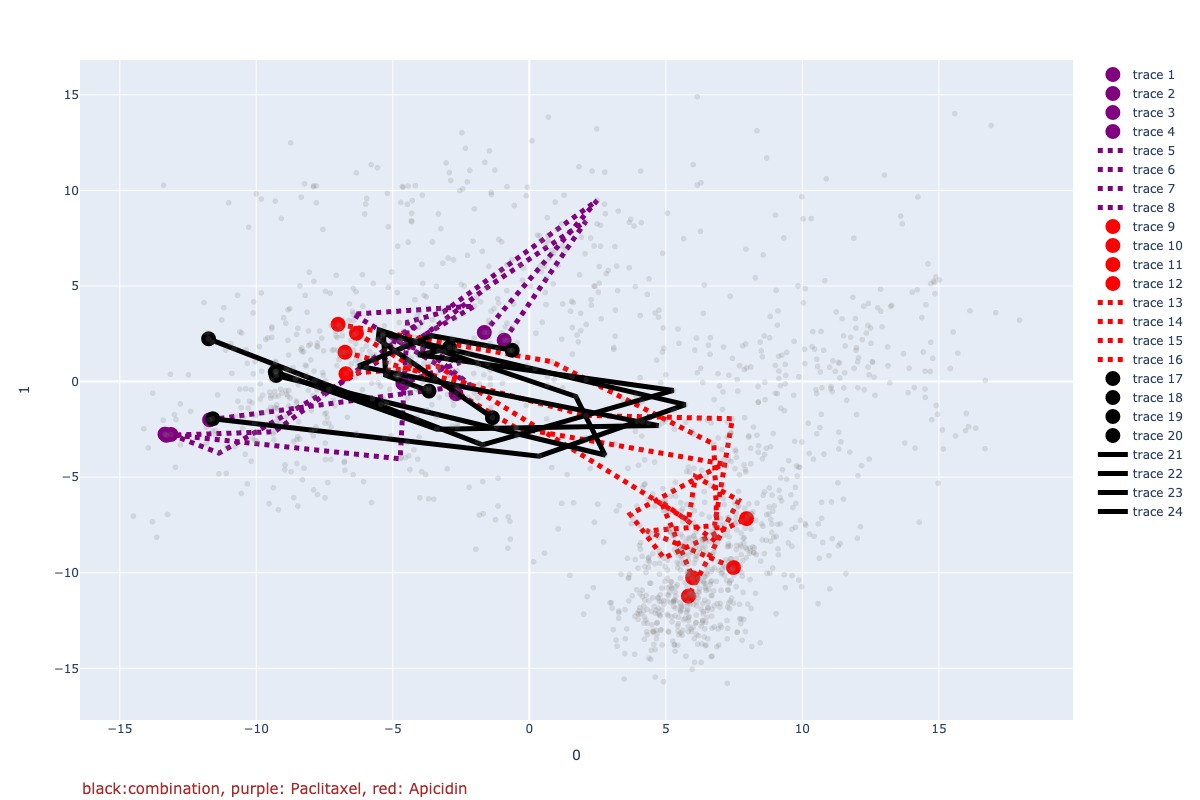 15
10
5
0
−5
−10
−15
1
−15 −10 −5 0 5 10 15
0
trace 1
trace 2
trace 3
trace 4
trace 5
trace 6
trace 7
trace 8
trace 9
trace 10
trace 11
trace 12
trace 13
trace 14
trace 15
trace 16
trace 17
trace 18
trace 19
trace 20
trace 21
trace 22
trace 23
trace 24
black:combination, purple: Paclitaxel, red: Apicidin